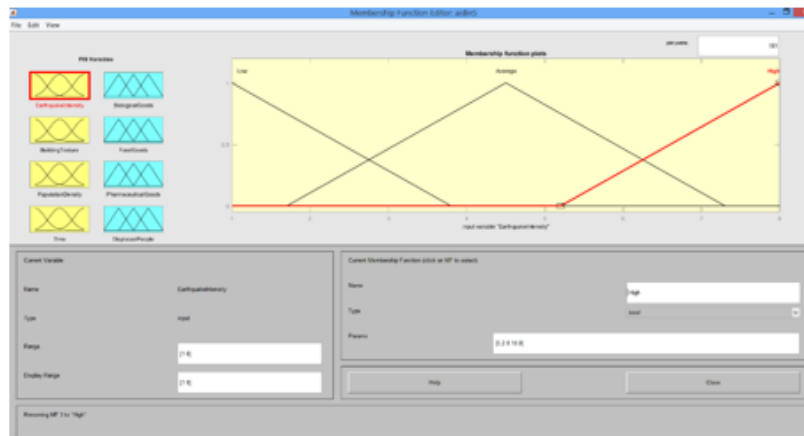 Membership Function Editor: aidin5
File Edit View
FIS Variables
Membership function plots
plot points:
181
EarthquakeIntensity
BiologicalGoods
BuildingTexture
FoodGoods
PopulationDensity
PharmaceuticalGoods
Time
DisplacedPeople
Low
Average
High
1
0.5
0
1 2 3 4 5 6 7 8
input variable "EarthquakeIntensity"
Current Variable
Name
EarthquakeIntensity
Type
input
Range
[1 8]
Display Range
[1 8]
Current Membership Function (click on MF to select)
Name
High
Type
trimf
Params
Help
Close
Renaming MF 3 to "High"